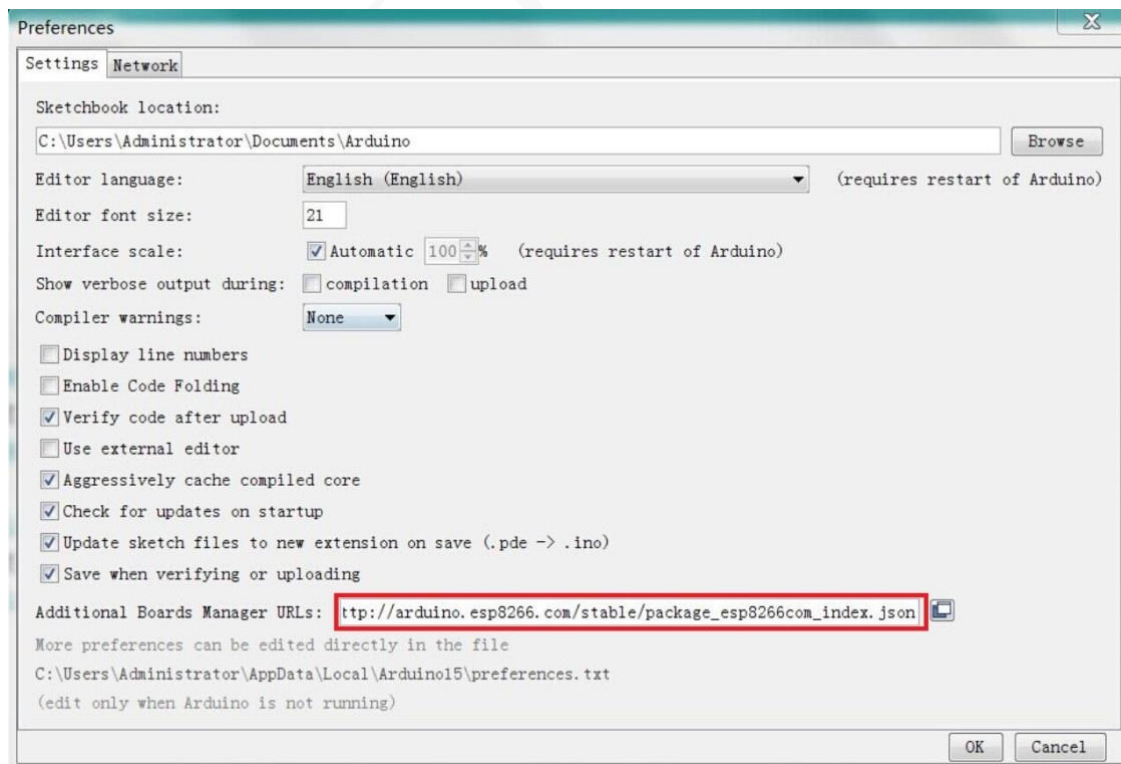 Preferences
Settings Network
Sketchbook location:
C:\Users\Administrator\Documents\Arduino Browse
Editor language: English (English) (requires restart of Arduino)
Editor font size: 21
Interface scale: Automatic 100 % (requires restart of Arduino)
Show verbose output during: compilation upload
Compiler warnings: None
Display line numbers
Enable Code Folding
Verify code after upload
Use external editor
Aggressively cache compiled core
Check for updates on startup
Update sketch files to new extension on save (.pde -> .ino)
Save when verifying or uploading
Additional Boards Manager URLs: ttp://arduino.esp8266.com/stable/package_esp8266com_index.json
More preferences can be edited directly in the file
C:\Users\Administrator\AppData\Local\Arduino15\preferences.txt
(edit only when Arduino is not running)
OK Cancel